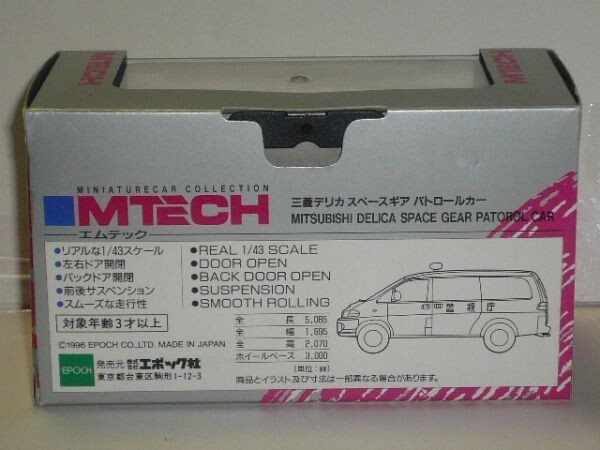 MTECH
MTECH
MINIATURECAR COLLECTION
MTECH
エムテック
三菱デリカ スペースギア パトロールカー
MITSUBISHI DELICA SPACE GEAR PATOROL CAR
•リアルな1/43スケール
•左右ドア開閉
•バックドア開閉
•前後サスペンション
•スムーズな走行性
•REAL 1/43 SCALE
•DOOR OPEN
•BACK DOOR OPEN
•SUSPENSION
•SMOOTH ROLLING
対象年齢3才以上
©1996 EPOCH CO.,LTD. MADE IN JAPAN
EPOCH
発売元 株式会社 エポック社
東京都台東区駒形1-12-3
全長 5,085
全幅 1,695
全高 2,070
ホイールベース 3,000
(単位:㎜)
警視庁
商品とイラスト及び寸法は一部異なる場合があります。